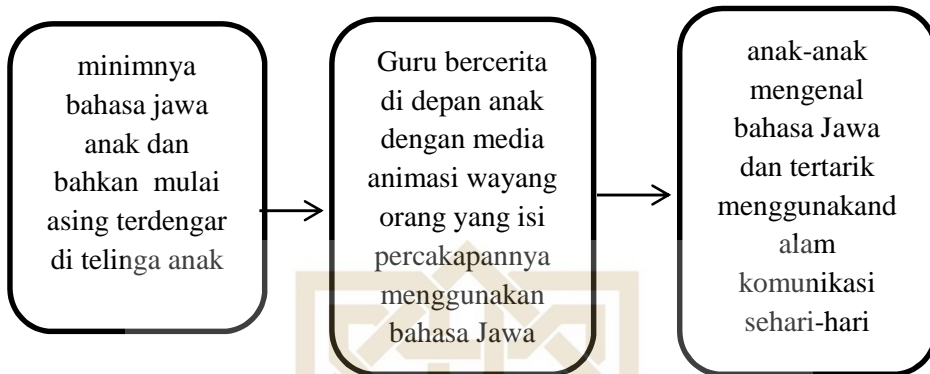 minimnya
bahasa jawa
anak dan
bahkan mulai
asing terdengar
di telinga anak
Guru bercerita
di depan anak
dengan media
animasi wayang
orang yang isi
percakapannya
menggunakan
bahasa Jawa
anak-anak
mengenal
bahasa Jawa
dan tertarik
menggunakand
alam
komunikasi
sehari-hari